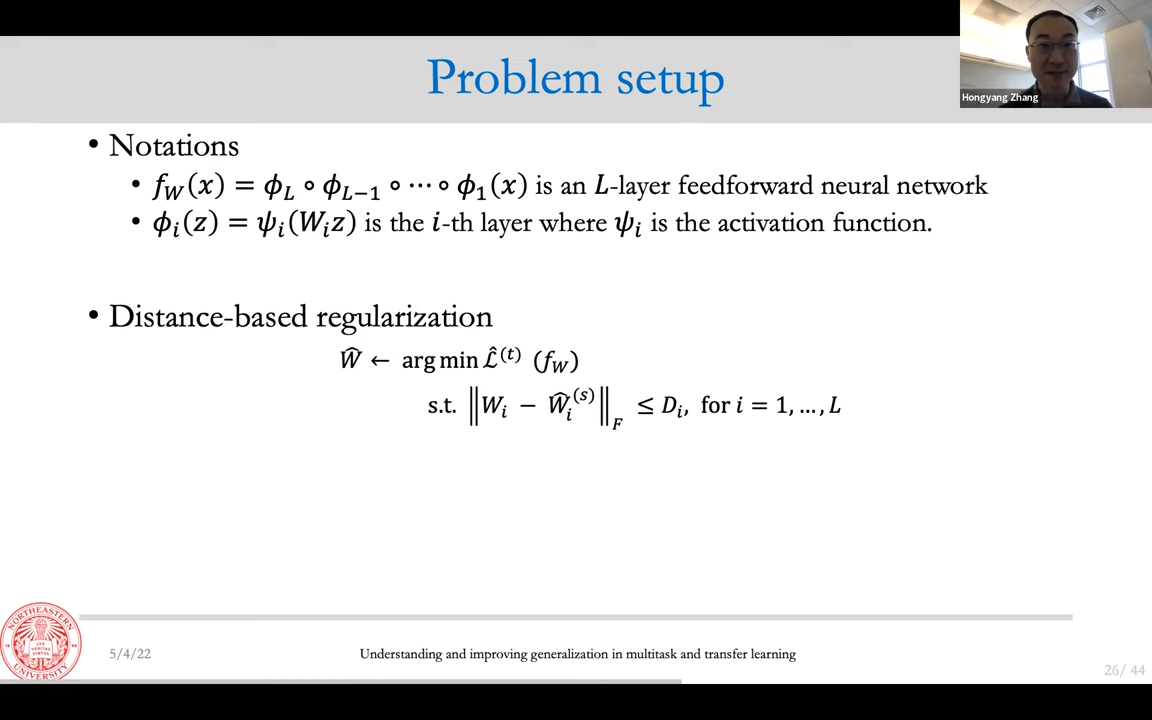 Problem setup
Hongyang Zhang
• Notations
• f_W(x) = ϕ_L ∘ ϕ_{L−1} ∘ ⋯ ∘ ϕ_1(x) is an L-layer feedforward neural network
• ϕ_i(z) = ψ_i(W_i z) is the i-th layer where ψ_i is the activation function.
• Distance-based regularization
Ŵ ← arg min ℒ̂^{(t)} (f_W)
s.t. ‖W_i − Ŵ_i^{(s)}‖_F ≤ D_i, for i = 1, …, L
NORTHEASTERN
UNIVERSITY
5/4/22
Understanding and improving generalization in multitask and transfer learning
26/ 44